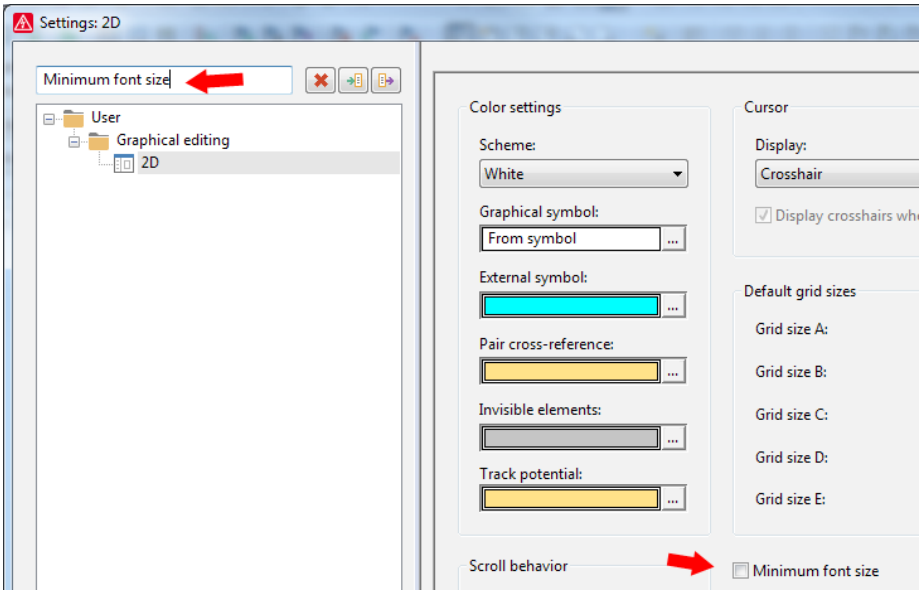 Settings: 2D
Minimum font size
User
Graphical editing
2D
Color settings
Scheme:
White
Graphical symbol:
From symbol
...
External symbol:
...
Pair cross-reference:
...
Invisible elements:
...
Track potential:
...
Scroll behavior
Cursor
Display:
Crosshair
Display crosshairs
Default grid sizes
Grid size A:
Grid size B:
Grid size C:
Grid size D:
Grid size E:
Minimum font size